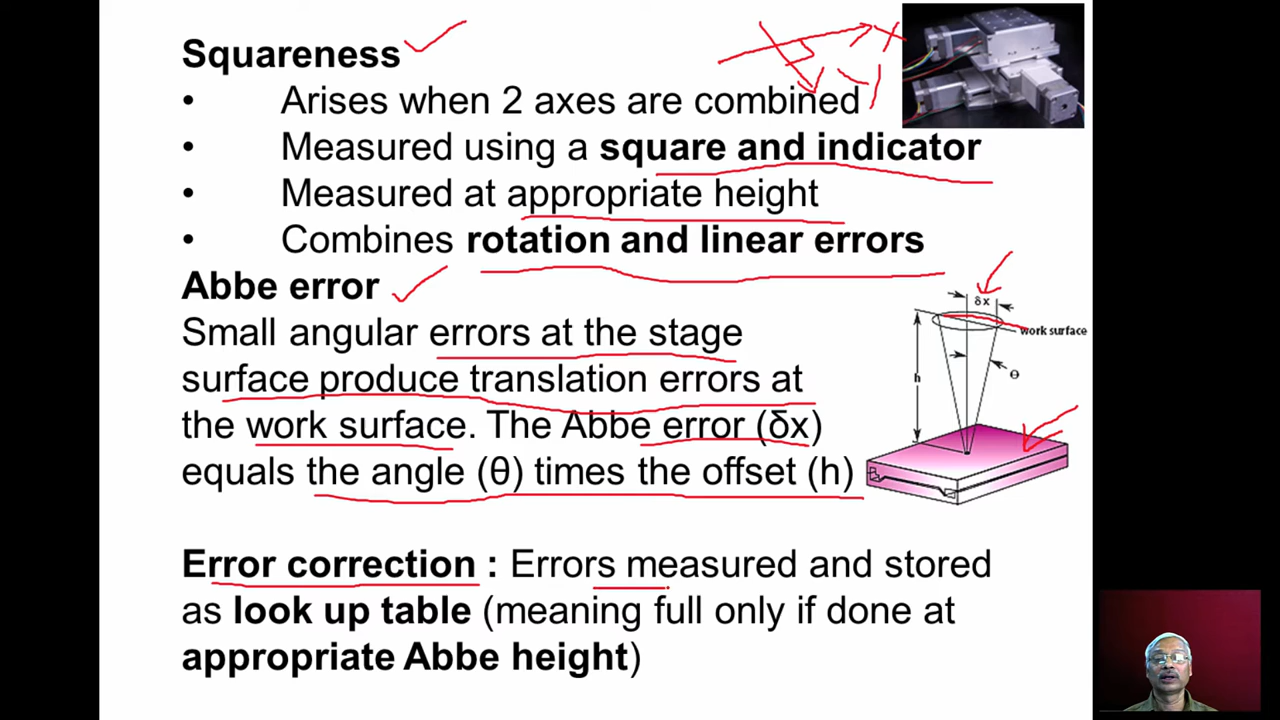 Squareness
• Arises when 2 axes are combined
• Measured using a square and indicator
• Measured at appropriate height
• Combines rotation and linear errors
Abbe error
Small angular errors at the stage
surface produce translation errors at
the work surface. The Abbe error (δx)
equals the angle (θ) times the offset (h)
Error correction : Errors measured and stored
as look up table (meaning full only if done at
appropriate Abbe height)
X
Y
δx
work surface
θ
h